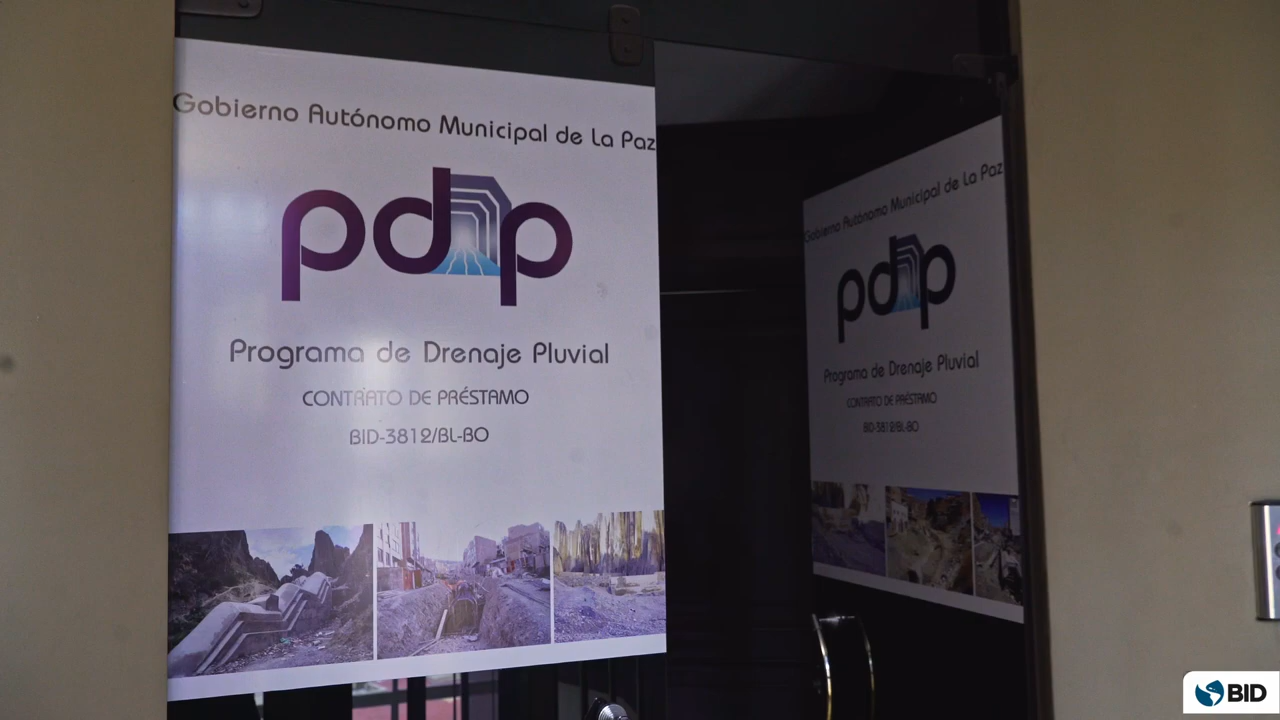 Gobierno Autónomo Municipal de La Paz
pdp
Programa de Drenaje Pluvial
CONTRATO DE PRÉSTAMO
BID-3812/BL-BO
Gobierno Autónomo Municipal de La Paz
pdp
Programa de Drenaje Pluvial
CONTRATO DE PRÉSTAMO
BID-3812/BL-BO
BID